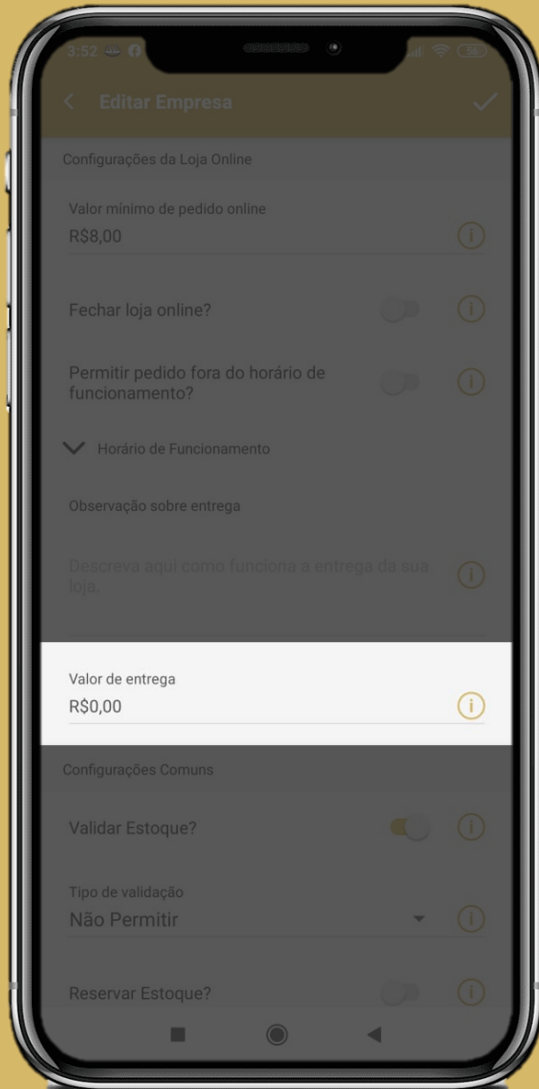 3:52
56
Editar Empresa
Configurações da Loja Online
Valor mínimo de pedido online
R$8,00
Fechar loja online?
Permitir pedido fora do horário de
funcionamento?
Horário de Funcionamento
Observação sobre entrega
Descreva aqui como funciona a entrega da sua
loja.
Valor de entrega
R$0,00
Configurações Comuns
Validar Estoque?
Tipo de validação
Não Permitir
Reservar Estoque?